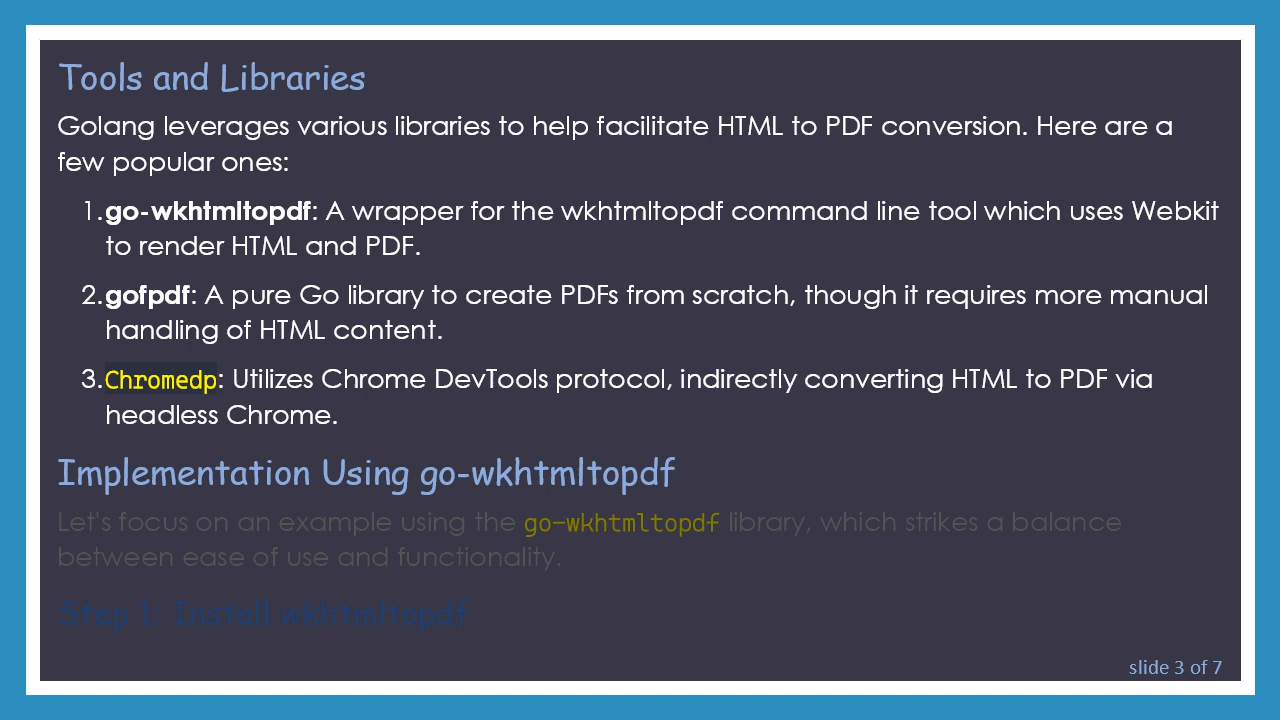 Tools and Libraries
Golang leverages various libraries to help facilitate HTML to PDF conversion. Here are a
few popular ones:
1.go-wkhtmltopdf: A wrapper for the wkhtmltopdf command line tool which uses Webkit
to render HTML and PDF.
2.gofpdf: A pure Go library to create PDFs from scratch, though it requires more manual
handling of HTML content.
3.Chromedp: Utilizes Chrome DevTools protocol, indirectly converting HTML to PDF via
headless Chrome.
Implementation Using go-wkhtmltopdf
Let's focus on an example using the go-wkhtmltopdf library, which strikes a balance
between ease of use and functionality.
Step 1: Install wkhtmltopdf
slide 3 of 7